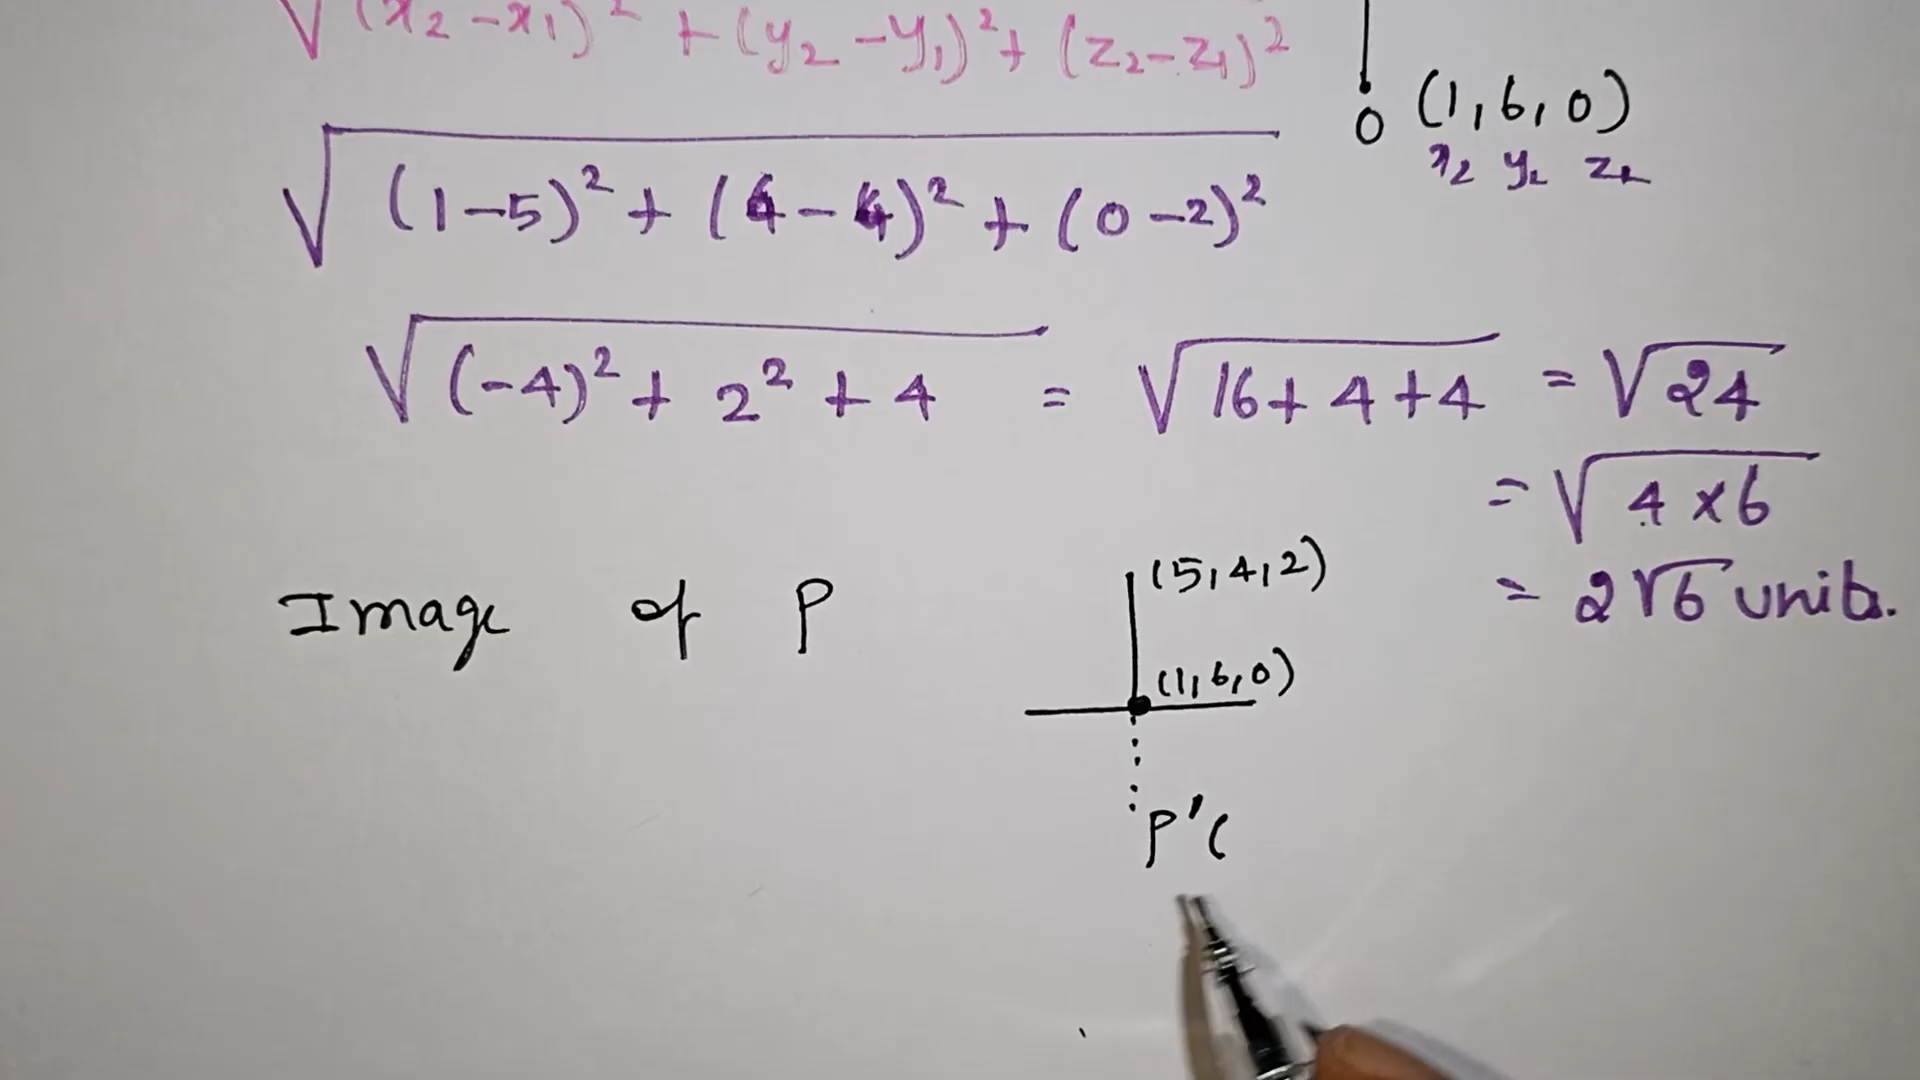 √(x₂-x₁)² + (y₂-y₁)² + (z₂-z₁)²
0 (1,6,0)
x₂ y₂ z₂
√(1-5)² + (6-4)² + (0-2)²
√(-4)² + 2² + 4 = √16+4+4 = √24
= √4×6
= 2√6 units.
Image of P
(5,4,2)
(1,6,0)
P'(